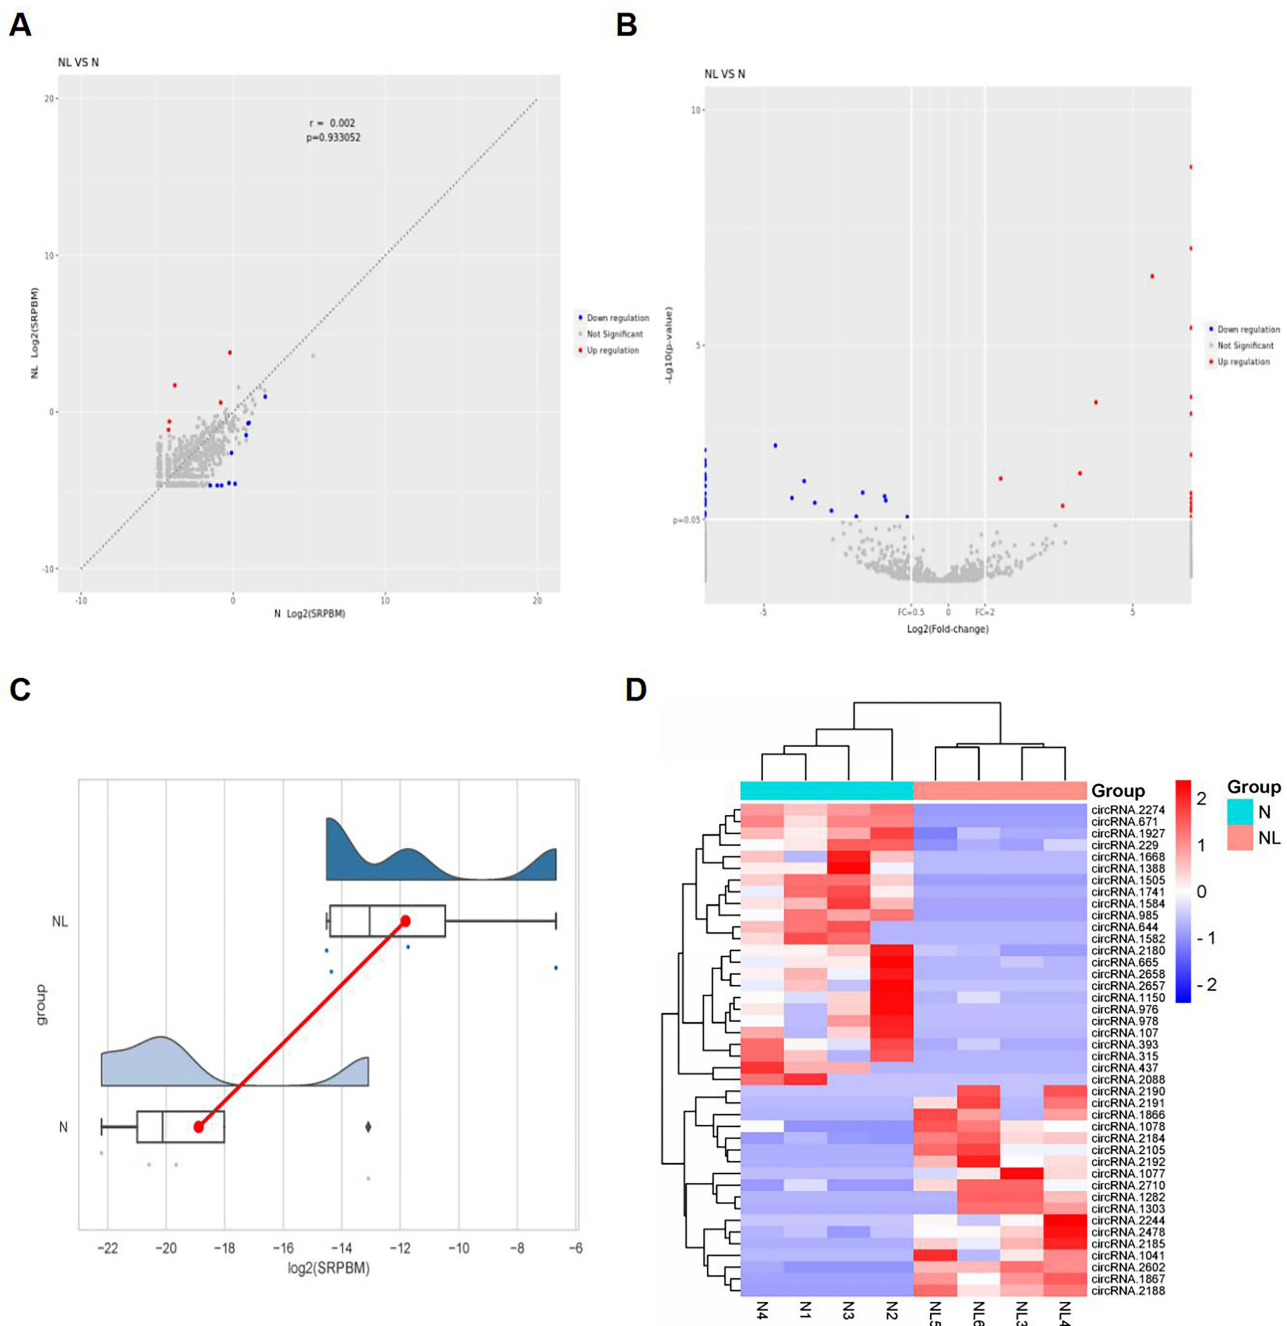 A
NL VS N
r = 0.002
p=0.933052
20
10
0
-10
NL Log2(SRPBM)
-10
0
10
20
N Log2(SRPBM)
Down regulation
Not Significant
Up regulation
B
NL VS N
10
5
p=0.05
-Lg10(p-value)
-5
FC=0.5
0
FC=2
5
Log2(Fold-change)
Down regulation
Not Significant
Up regulation
C
NL
N
group
−22
−20
−18
−16
−14
−12
−10
−8
−6
log2(SRPBM)
D
Group
circRNA.2274
circRNA.671
circRNA.1927
circRNA.229
circRNA.1668
circRNA.1388
circRNA.1505
circRNA.1741
circRNA.1584
circRNA.985
circRNA.644
circRNA.1582
circRNA.2180
circRNA.665
circRNA.2658
circRNA.2657
circRNA.1150
circRNA.976
circRNA.978
circRNA.107
circRNA.393
circRNA.315
circRNA.437
circRNA.2088
circRNA.2190
circRNA.2191
circRNA.1866
circRNA.1078
circRNA.2184
circRNA.2105
circRNA.2192
circRNA.1077
circRNA.2710
circRNA.1282
circRNA.1303
circRNA.2244
circRNA.2478
circRNA.2185
circRNA.1041
circRNA.2602
circRNA.1867
circRNA.2188
N4
N1
N3
N2
NL5
NL6
NL3
NL4
2
1
0
-1
-2
Group
N
NL